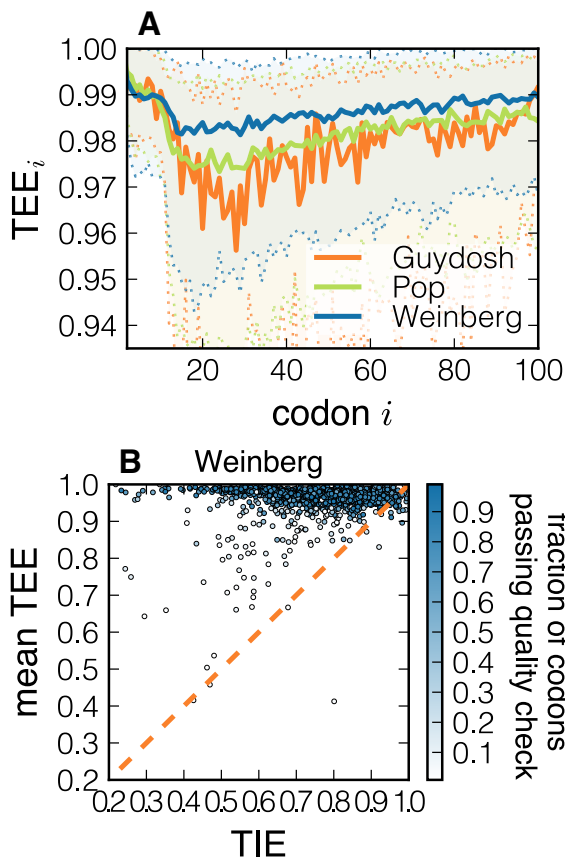 A
1.00
0.99
0.98
0.97
0.96
0.95
0.94
TEE i
Guydosh
Pop
Weinberg
20 40 60 80 100
codon i
B Weinberg
1.0
0.9
0.8
0.7
0.6
0.5
0.4
0.3
0.2
mean TEE
0.2 0.3 0.4 0.5 0.6 0.7 0.8 0.9 1.0
TIE
0.9
0.8
0.7
0.6
0.5
0.4
0.3
0.2
0.1
fraction of codons
passing quality check